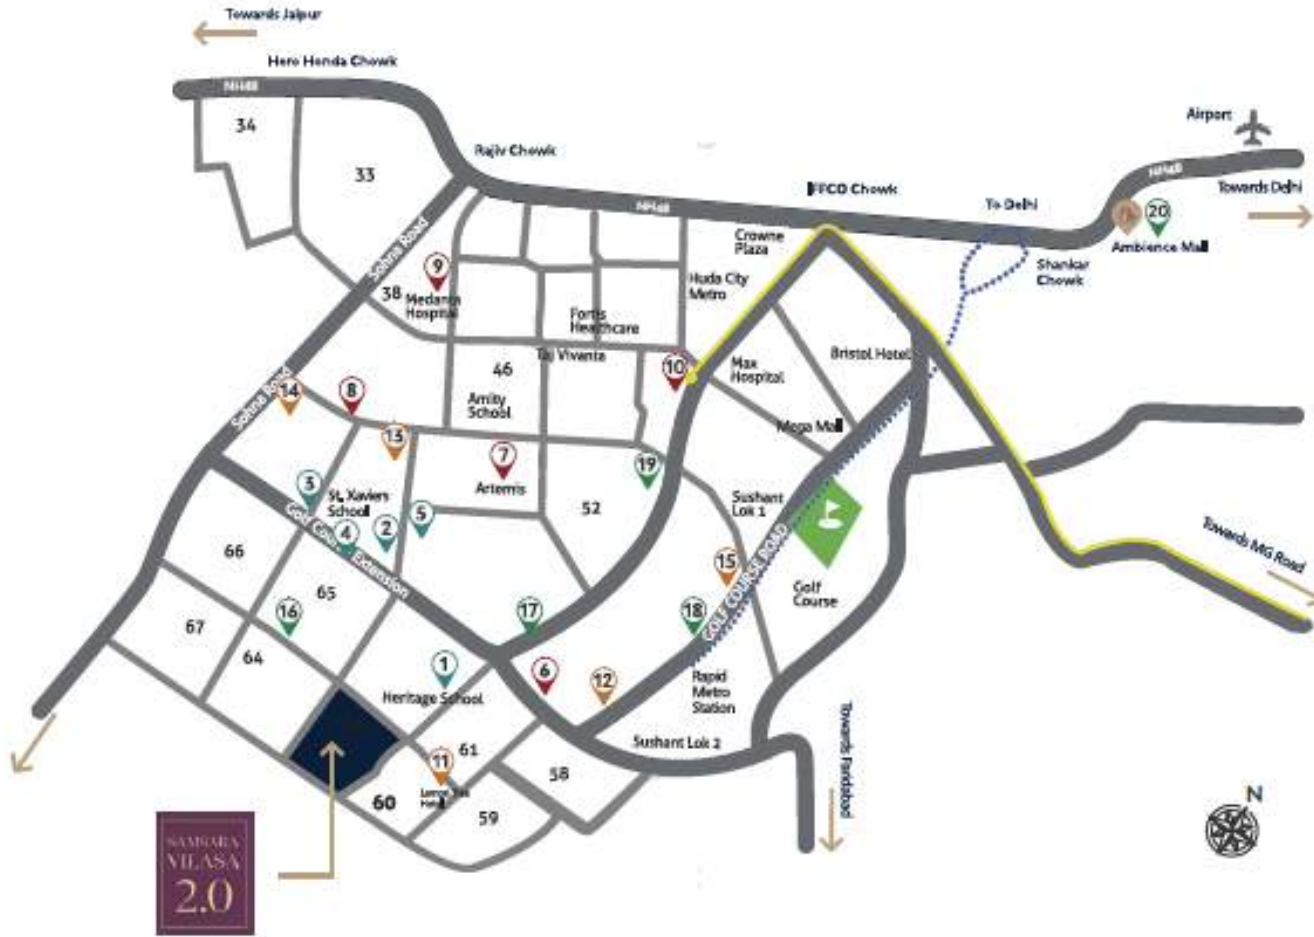 Towards Jaipur
Hero Honda Chowk
NH48
34
33
Rajiv Chowk
Airport
NH48
Towards Delhi
IFFCO Chowk
To Delhi
NH48
20
Ambience Mall
Crowne
Plaza
Shankar
Chowk
Sohna Road
9
38
Medanta
Hospital
Huda City
Metro
Fortis
Healthcare
Taj Vivanta
Bristol Hotel
10
Max
Hospital
46
Amity
School
Mega Mall
Sohna Road
14
8
13
7
Artemis
19
3
St. Xaviers
School
4
2
5
52
Sushant
Lok 1
Extension
66
65
15
Golf
Course
GOLF COURSE ROAD
Towards MG Road
16
17
18
67
64
1
Heritage School
6
12
Rapid
Metro
Station
Sushant Lok 2
Towards Faridabad
61
11
58
60
59
N
SAMSARA
VILASA
2.0